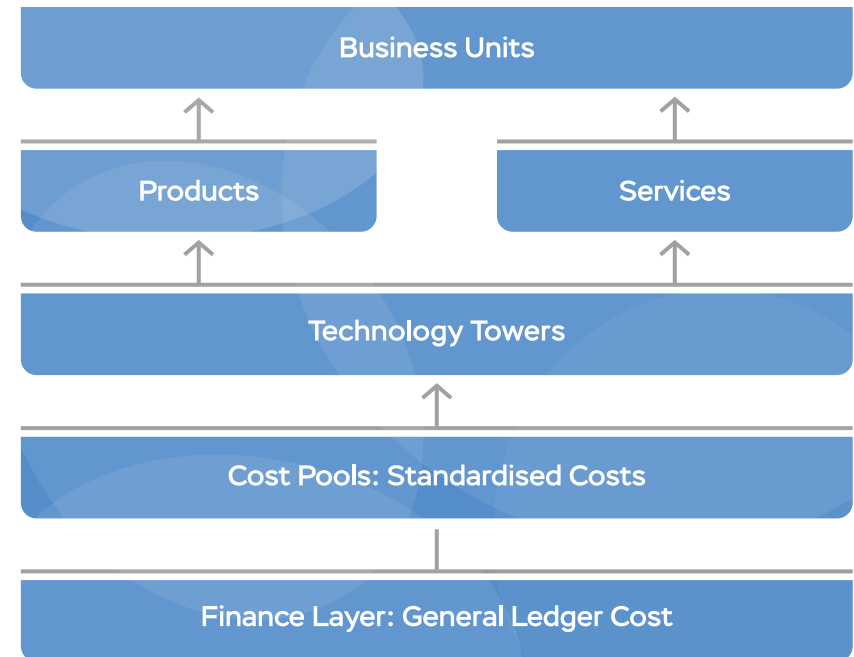 Business Units
Products
Services
Technology Towers
Cost Pools: Standardised Costs
Finance Layer: General Ledger Cost